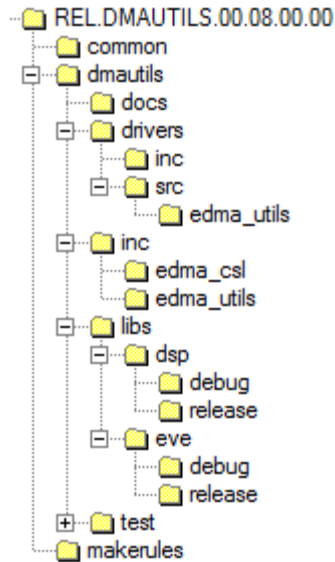 REL.DMAUTILS.00.08.00.00
common
dmautils
docs
drivers
inc
src
edma_utils
inc
edma_csl
edma_utils
libs
dsp
debug
release
eve
debug
release
test
makerules